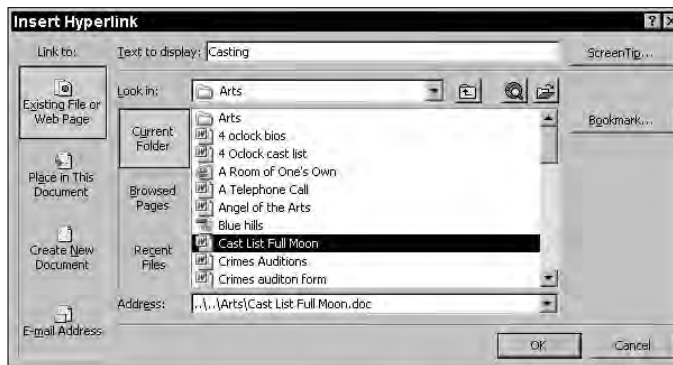 Insert Hyperlink
Link to:
Text to display: Casting
ScreenTip...
Existing File or
Web Page
Look in: Arts
Bookmark...
Current
Folder
Arts
4 oclock bios
4 Oclock cast list
A Room of One's Own
A Telephone Call
Angel of the Arts
Blue hills
Cast List Full Moon
Crimes Auditions
Crimes auditon form
Place in This
Document
Browsed
Pages
Create New
Document
Recent
Files
E-mail Address
Address: ..\..\Arts\Cast List Full Moon.doc
OK
Cancel